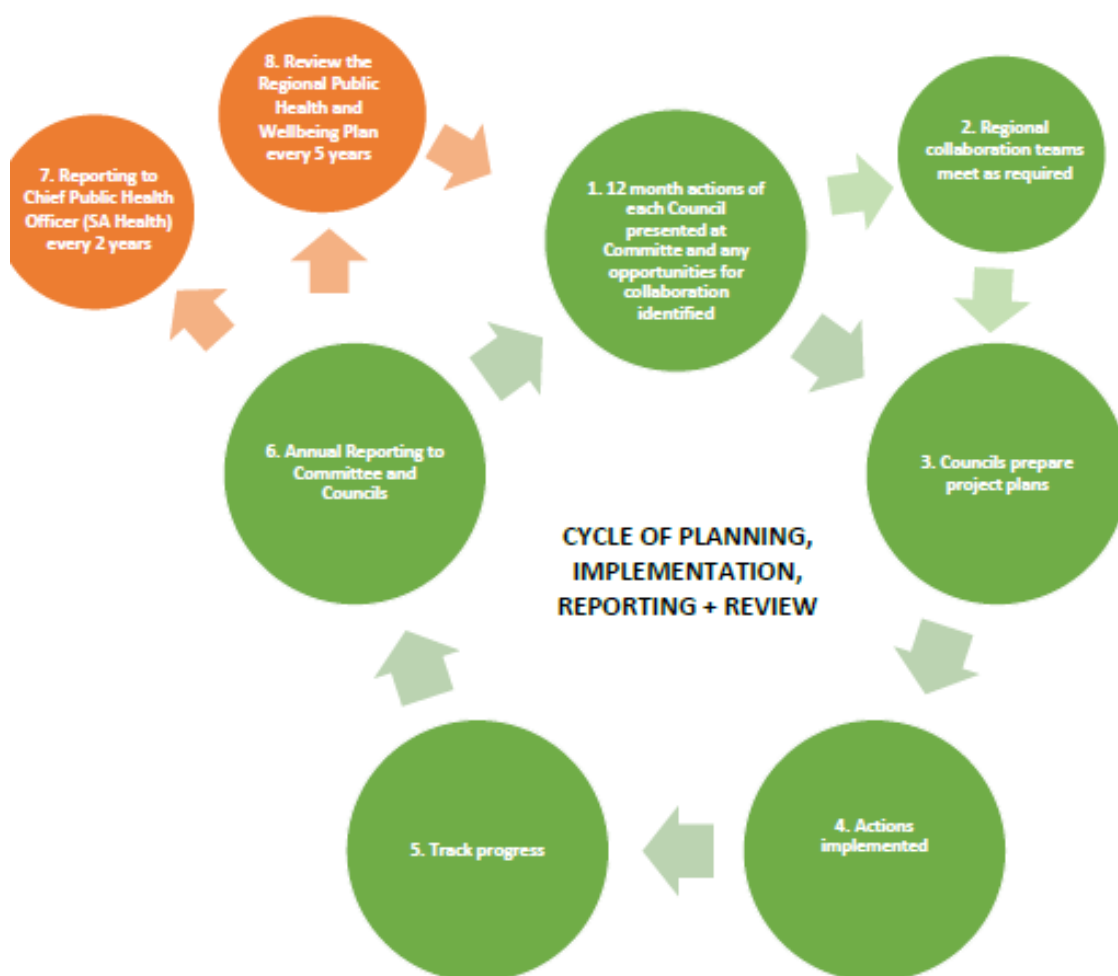 8. Review the
Regional Public
Health and
Wellbeing Plan
every 5 years
7. Reporting to
Chief Public Health
Officer (SA Health)
every 2 years
1. 12 month actions of
each Council
presented at
Committe and any
opportunities for
collaboration
identified
2. Regional
collaboration teams
meet as required
3. Councils prepare
project plans
4. Actions
implemented
5. Track progress
6. Annual Reporting to
Committee and
Councils
CYCLE OF PLANNING,
IMPLEMENTATION,
REPORTING + REVIEW